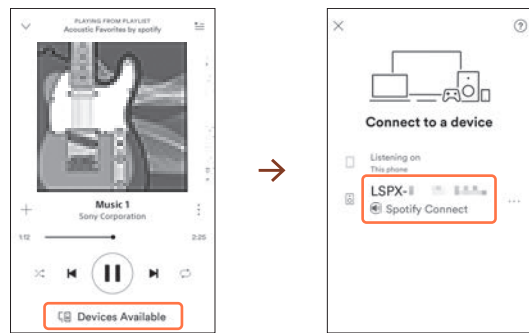 PLAYING FROM PLAYLIST
Acoustic Favorites by spotify
Music 1
Sony Corporation
1:12
2:25
Devices Available
Connect to a device
Listening on
This phone
LSPX-
Spotify Connect